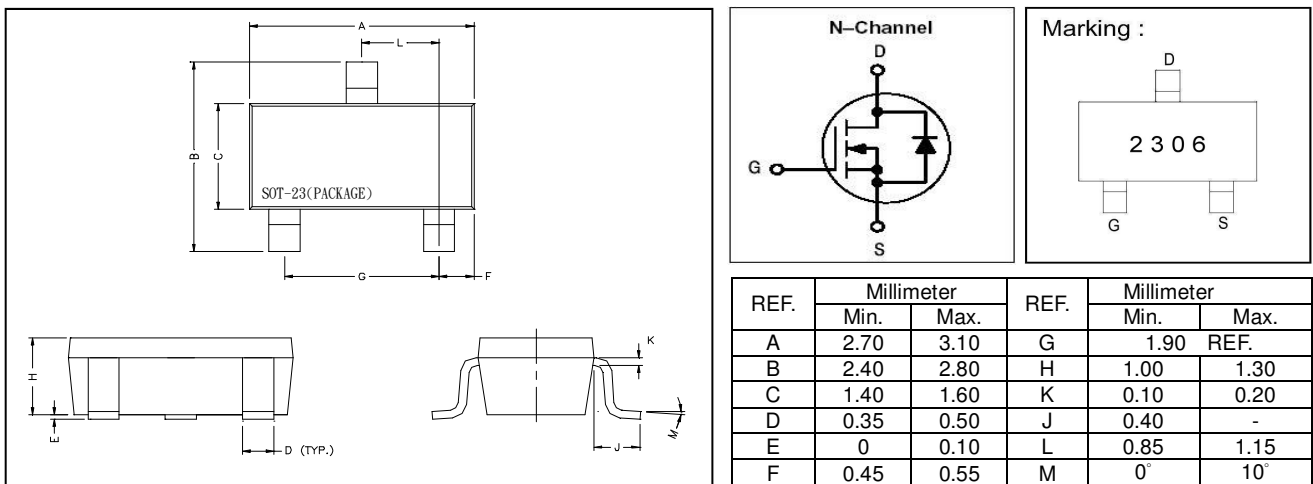 A
L
B
C
SOT-23(PACKAGE)
G
F
H
E
D (TYP.)
K
J
M
N–Channel
D
G
S
Marking :
D
2306
G
S
REF. Millimeter REF. Millimeter
Min. Max. Min. Max.
A 2.70 3.10 G 1.90 REF.
B 2.40 2.80 H 1.00 1.30
C 1.40 1.60 K 0.10 0.20
D 0.35 0.50 J 0.40 -
E 0 0.10 L 0.85 1.15
F 0.45 0.55 M 0° 10°